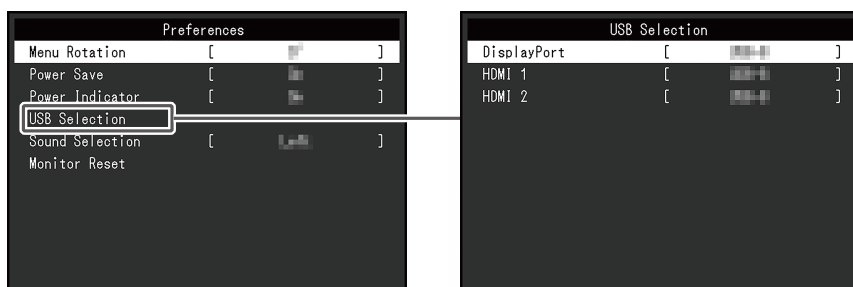 Preferences
Menu Rotation [ ]
Power Save [ ]
Power Indicator [ ]
USB Selection
Sound Selection [ ]
Monitor Reset
USB Selection
DisplayPort [ ]
HDMI 1 [ ]
HDMI 2 [ ]